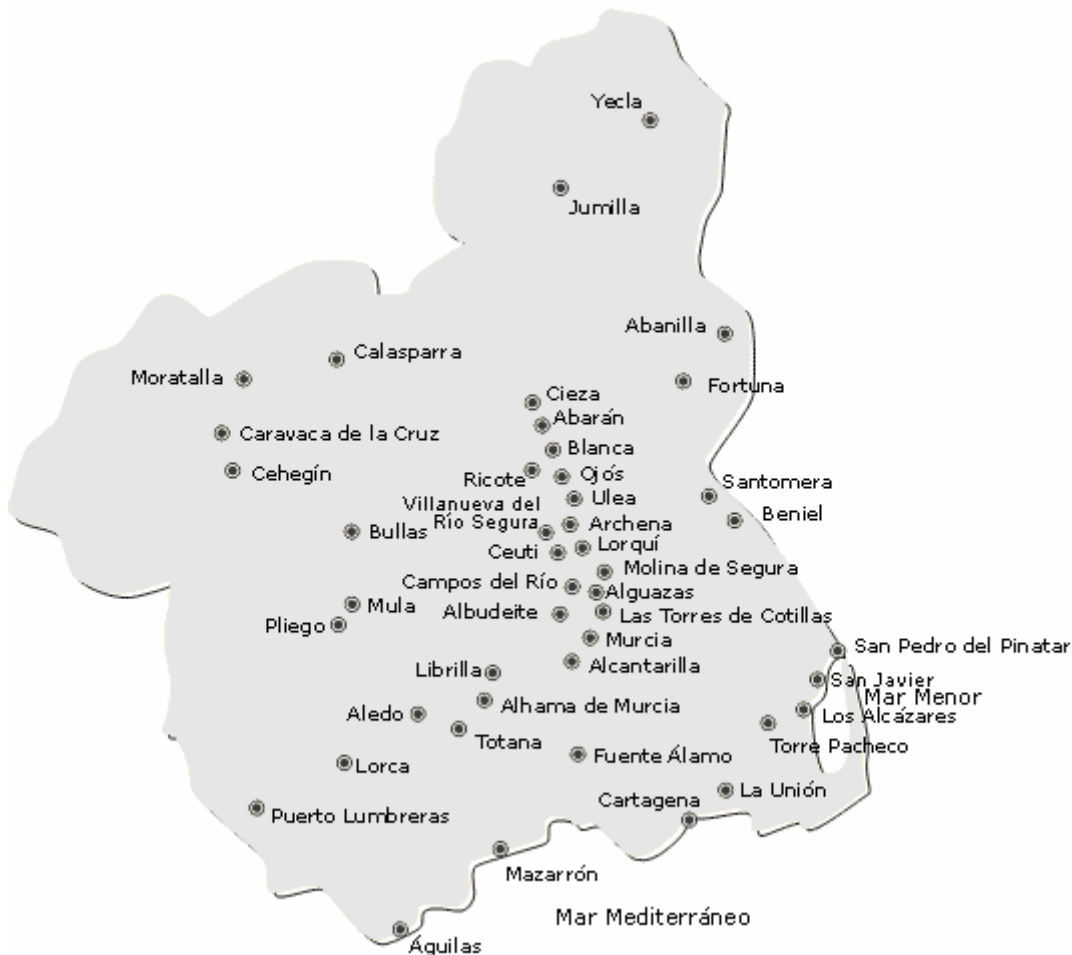 Yecla
Jumilla
Abanilla
Calasparra
Moratalla
Fortuna
Cieza
Abarán
Caravaca de la Cruz
Blanca
Cehegín
Ricote
Ojós
Santomera
Ulea
Villanueva del
Río Segura
Beniel
Archena
Bullas
Lorquí
Ceuti
Molina de Segura
Campos del Río
Alguazas
Mula
Albudeite
Las Torres de Cotillas
Pliego
Murcia
San Pedro del Pinatar
Librilla
Alcantarilla
San Javier
Mar Menor
Alhama de Murcia
Aledo
Los Alcázares
Totana
Torre Pacheco
Fuente Álamo
Lorca
La Unión
Cartagena
Puerto Lumbreras
Mazarrón
Mar Mediterráneo
Águilas